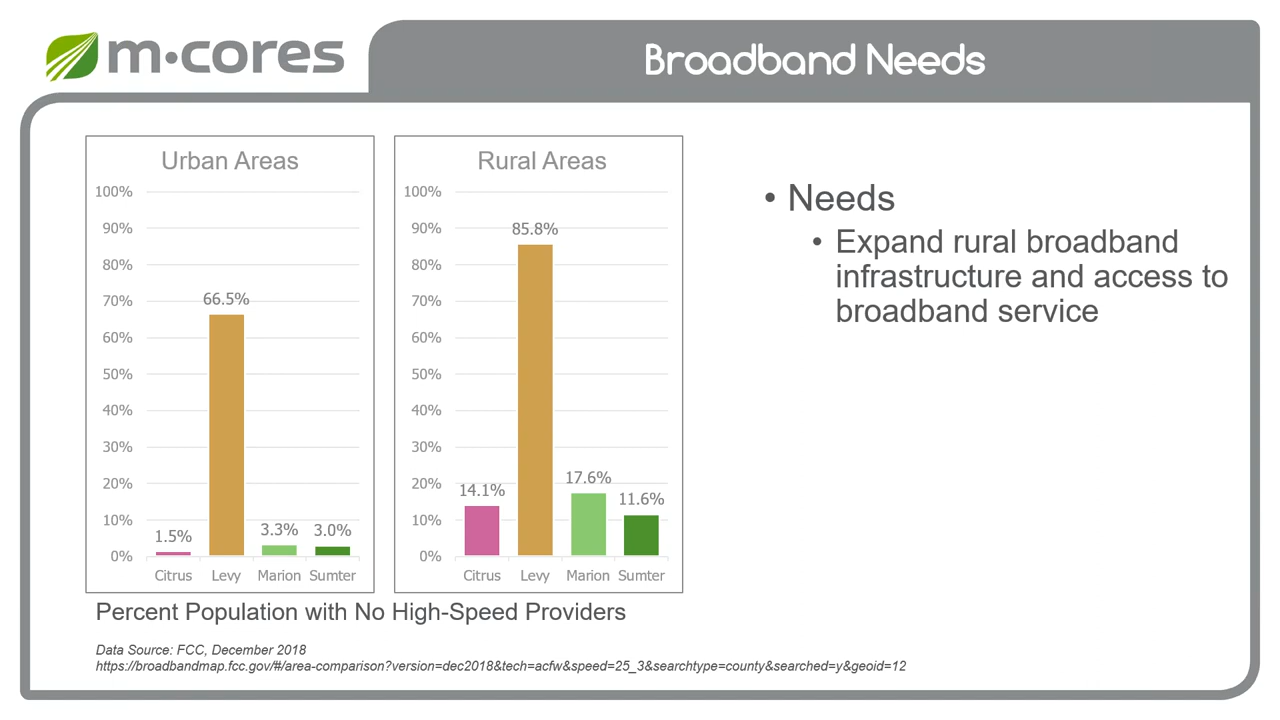 m·cores
Broadband Needs
Urban Areas
100%
90%
80%
70%
60%
50%
40%
30%
20%
10%
0%
1.5%
66.5%
3.3%
3.0%
Citrus Levy Marion Sumter
Rural Areas
100%
90%
80%
70%
60%
50%
40%
30%
20%
10%
0%
14.1%
85.8%
17.6%
11.6%
Citrus Levy Marion Sumter
Percent Population with No High-Speed Providers
Data Source: FCC, December 2018
https://broadbandmap.fcc.gov/#/area-comparison?version=dec2018&tech=acfw&speed=25_3&searchtype=county&searched=y&geoid=12
• Needs
• Expand rural broadband
infrastructure and access to
broadband service